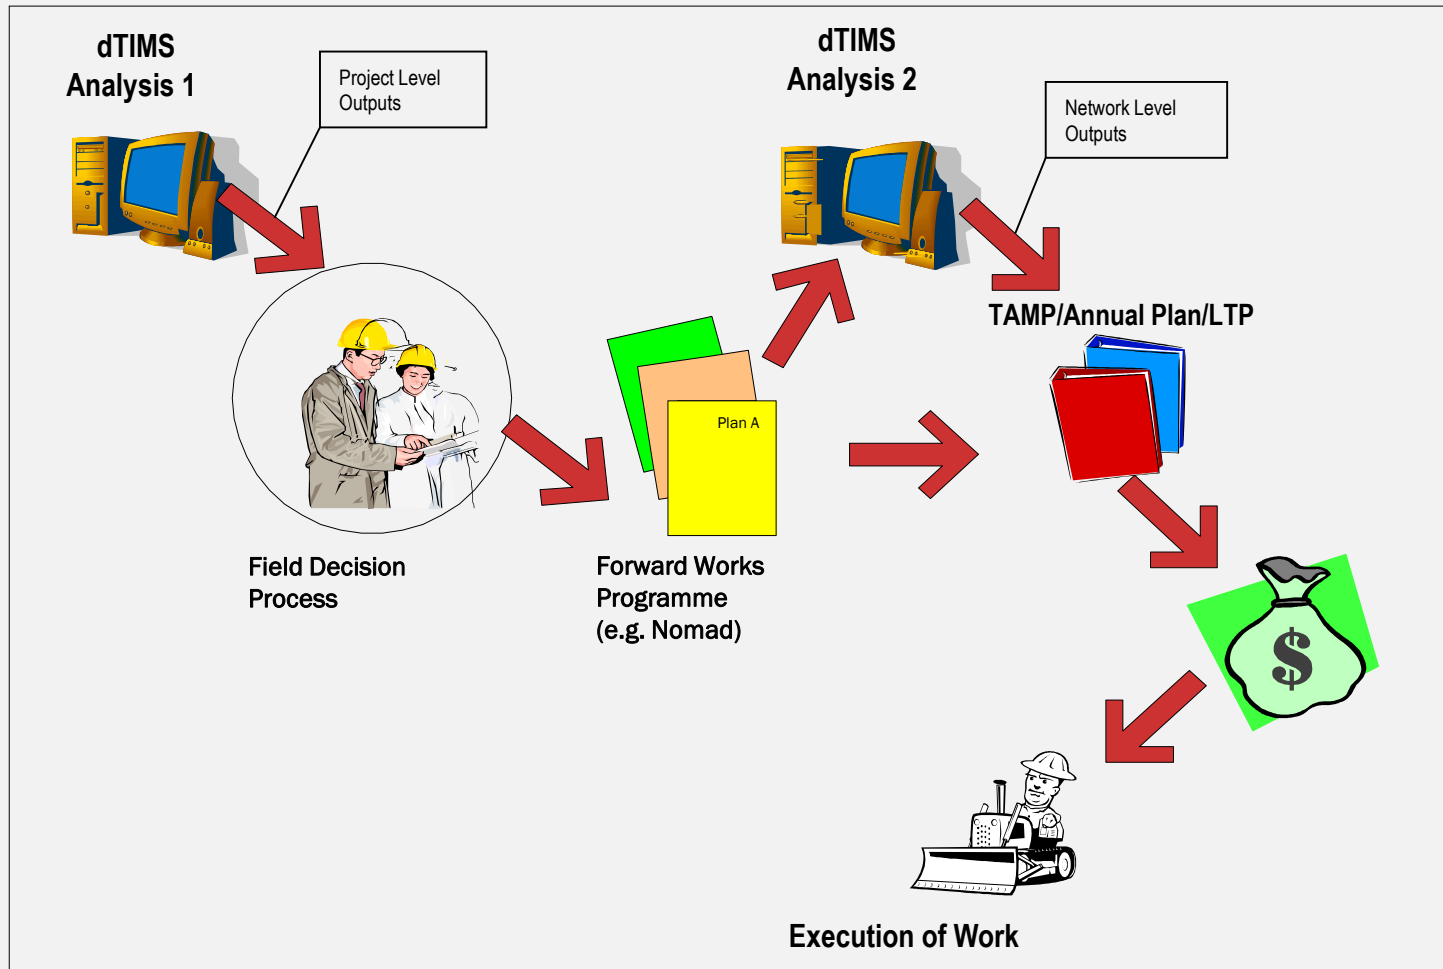 dTIMS
Analysis 1
Project Level
Outputs
dTIMS
Analysis 2
Network Level
Outputs
TAMP/Annual Plan/LTP
Plan A
Field Decision
Process
Forward Works
Programme
(e.g. Nomad)
$
Execution of Work